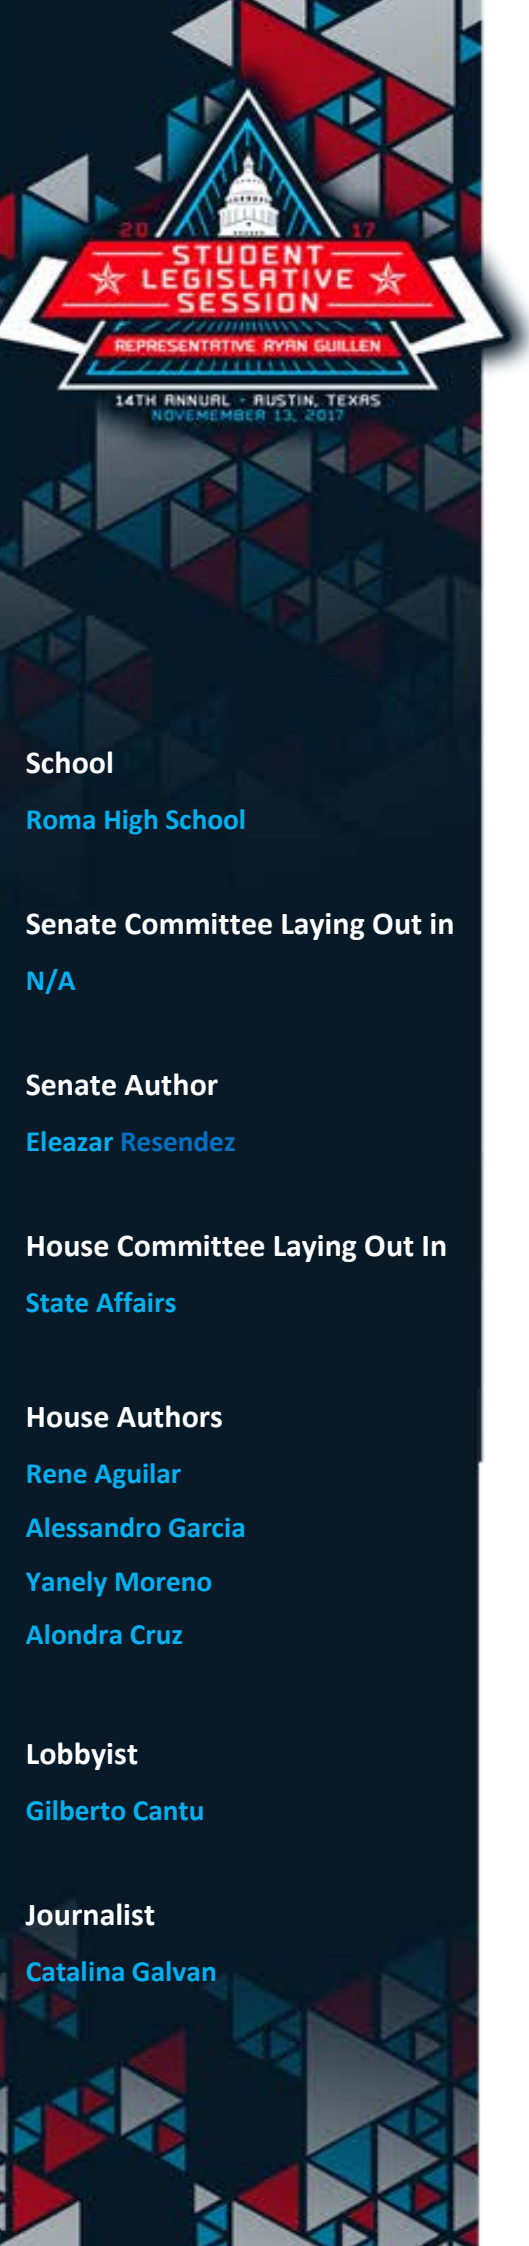 20 17
STUDENT
LEGISLATIVE
SESSION
REPRESENTATIVE RYAN GUILLEN
14TH ANNUAL - AUSTIN, TEXAS
NOVEMEMBER 13, 2017
School
Roma High School
Senate Committee Laying Out in
N/A
Senate Author
Eleazar Resendez
House Committee Laying Out In
State Affairs
House Authors
Rene Aguilar
Alessandro Garcia
Yanely Moreno
Alondra Cruz
Lobbyist
Gilberto Cantu
Journalist
Catalina Galvan